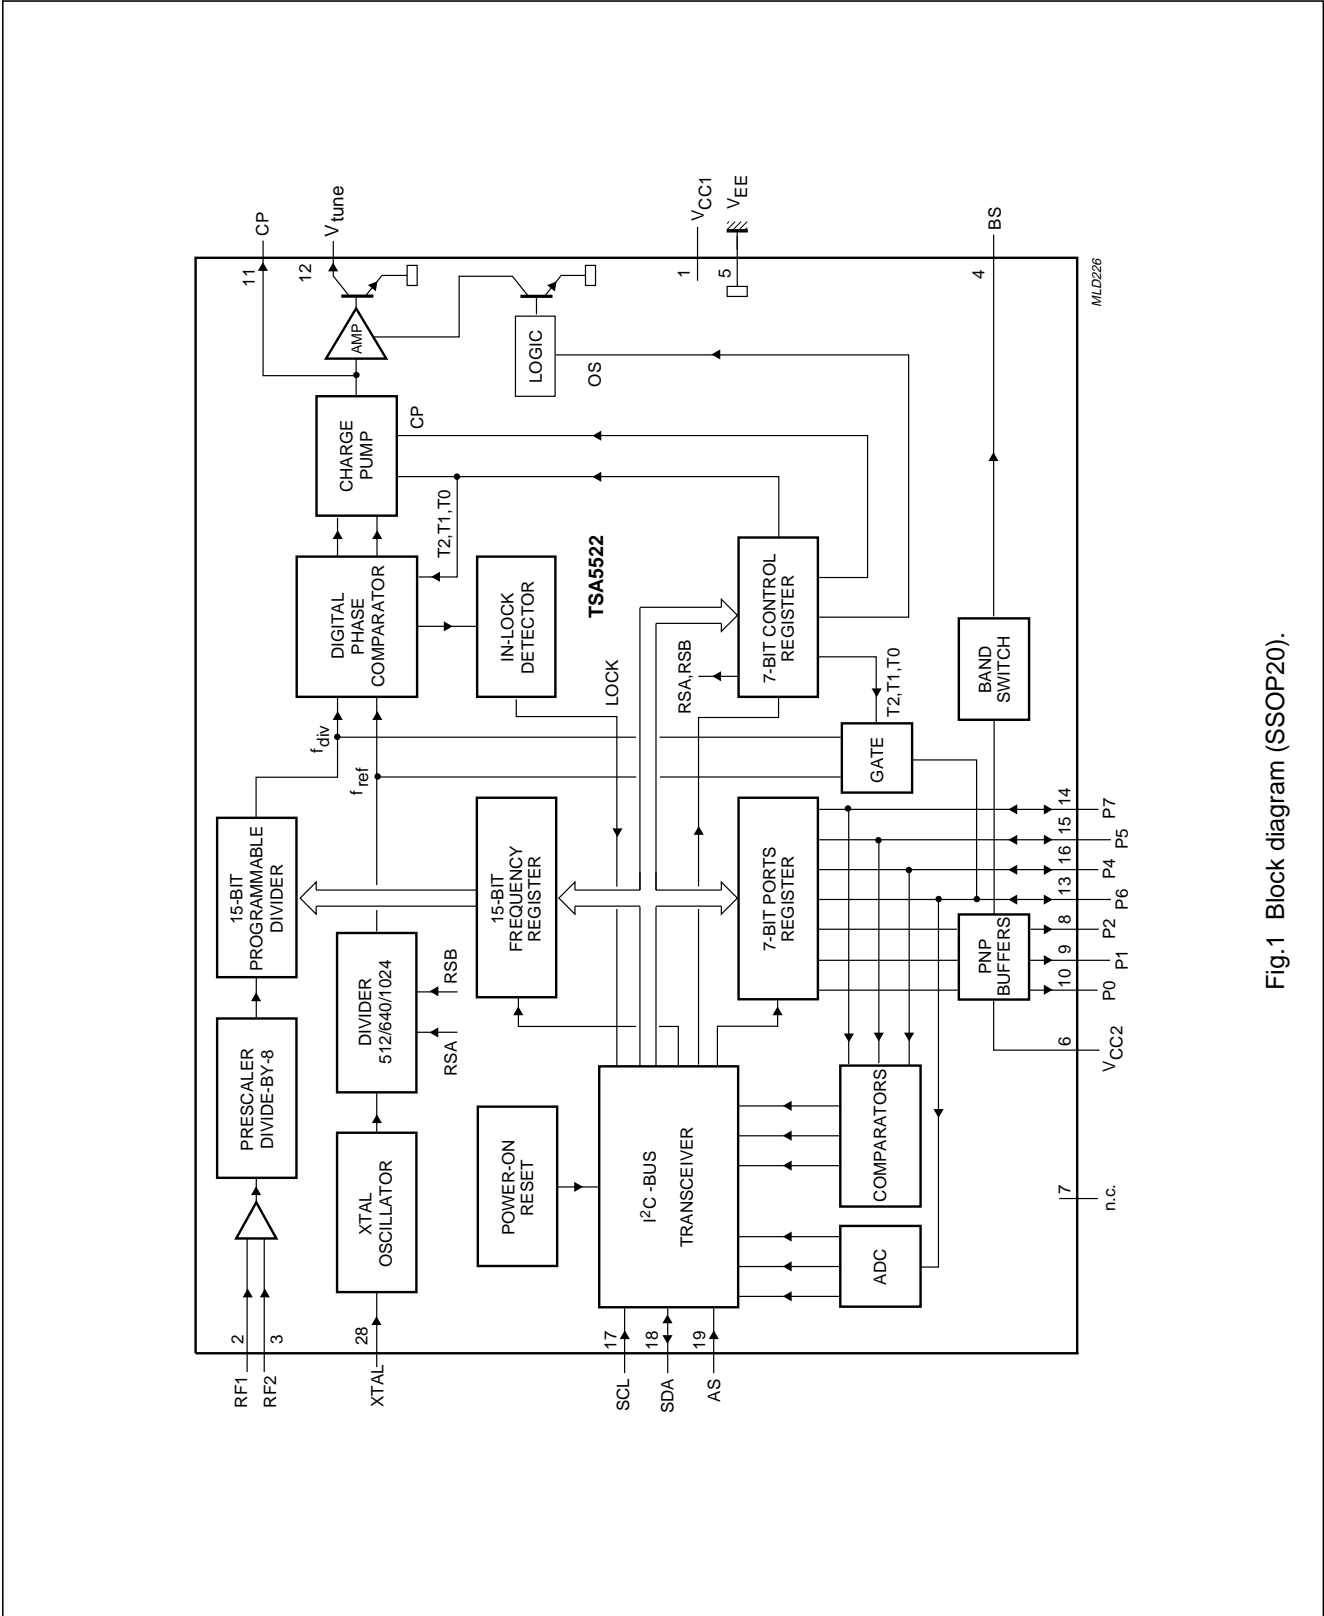 RF1
RF2
2
3
PRESCALER
DIVIDE-BY-8
15-BIT
PROGRAMMABLE
DIVIDER
fdiv
DIGITAL
PHASE
COMPARATOR
CHARGE
PUMP
AMP
11
CP
12
Vtune
XTAL
28
XTAL
OSCILLATOR
DIVIDER
512/640/1024
RSA
RSB
fref
T2,T1,T0
CP
POWER-ON
RESET
15-BIT
FREQUENCY
REGISTER
IN-LOCK
DETECTOR
LOGIC
OS
TSA5522
LOCK
SCL
17
SDA
18
AS
19
I2C -BUS
TRANSCEIVER
RSA,RSB
1
VCC1
5
VEE
7-BIT PORTS
REGISTER
7-BIT CONTROL
REGISTER
ADC
COMPARATORS
GATE
T2,T1,T0
PNP
BUFFERS
BAND
SWITCH
4
BS
7
6
10
9
8
13
16
15
14
n.c.
VCC2
P0
P1
P2
P6
P4
P5
P7
MLD226
Fig.1 Block diagram (SSOP20).